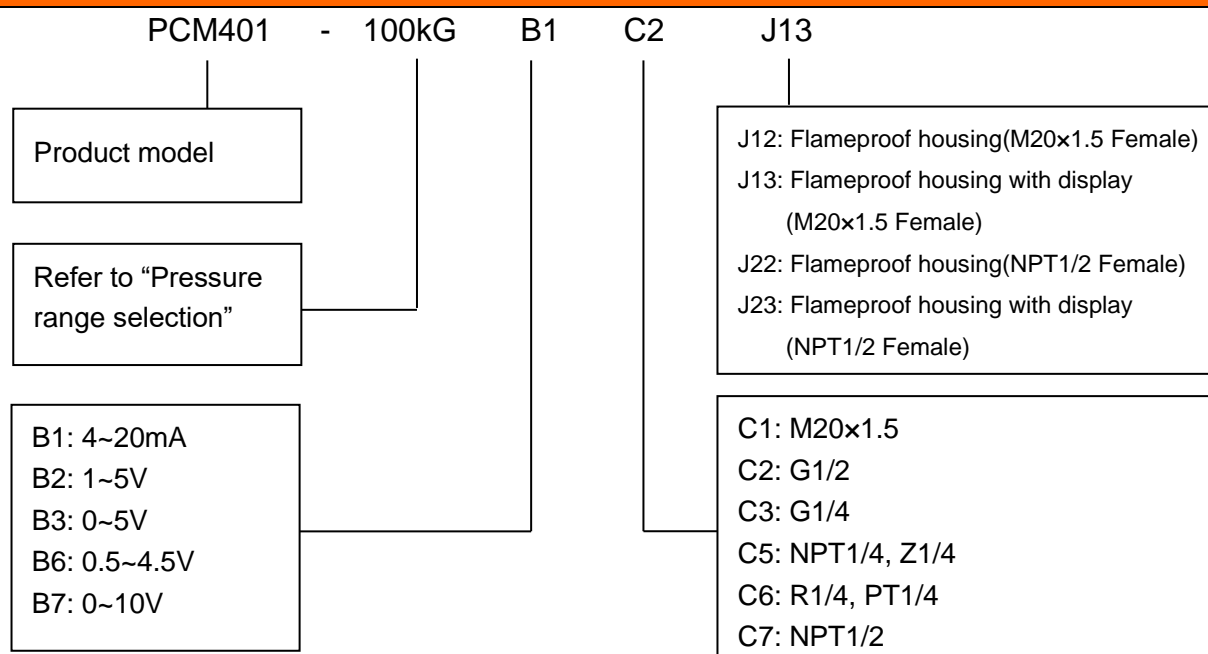 PCM401 - 100kG B1 C2 J13
Product model
Refer to “Pressure
range selection”
B1: 4~20mA
B2: 1~5V
B3: 0~5V
B6: 0.5~4.5V
B7: 0~10V
J12: Flameproof housing(M20×1.5 Female)
J13: Flameproof housing with display
(M20×1.5 Female)
J22: Flameproof housing(NPT1/2 Female)
J23: Flameproof housing with display
(NPT1/2 Female)
C1: M20×1.5
C2: G1/2
C3: G1/4
C5: NPT1/4, Z1/4
C6: R1/4, PT1/4
C7: NPT1/2